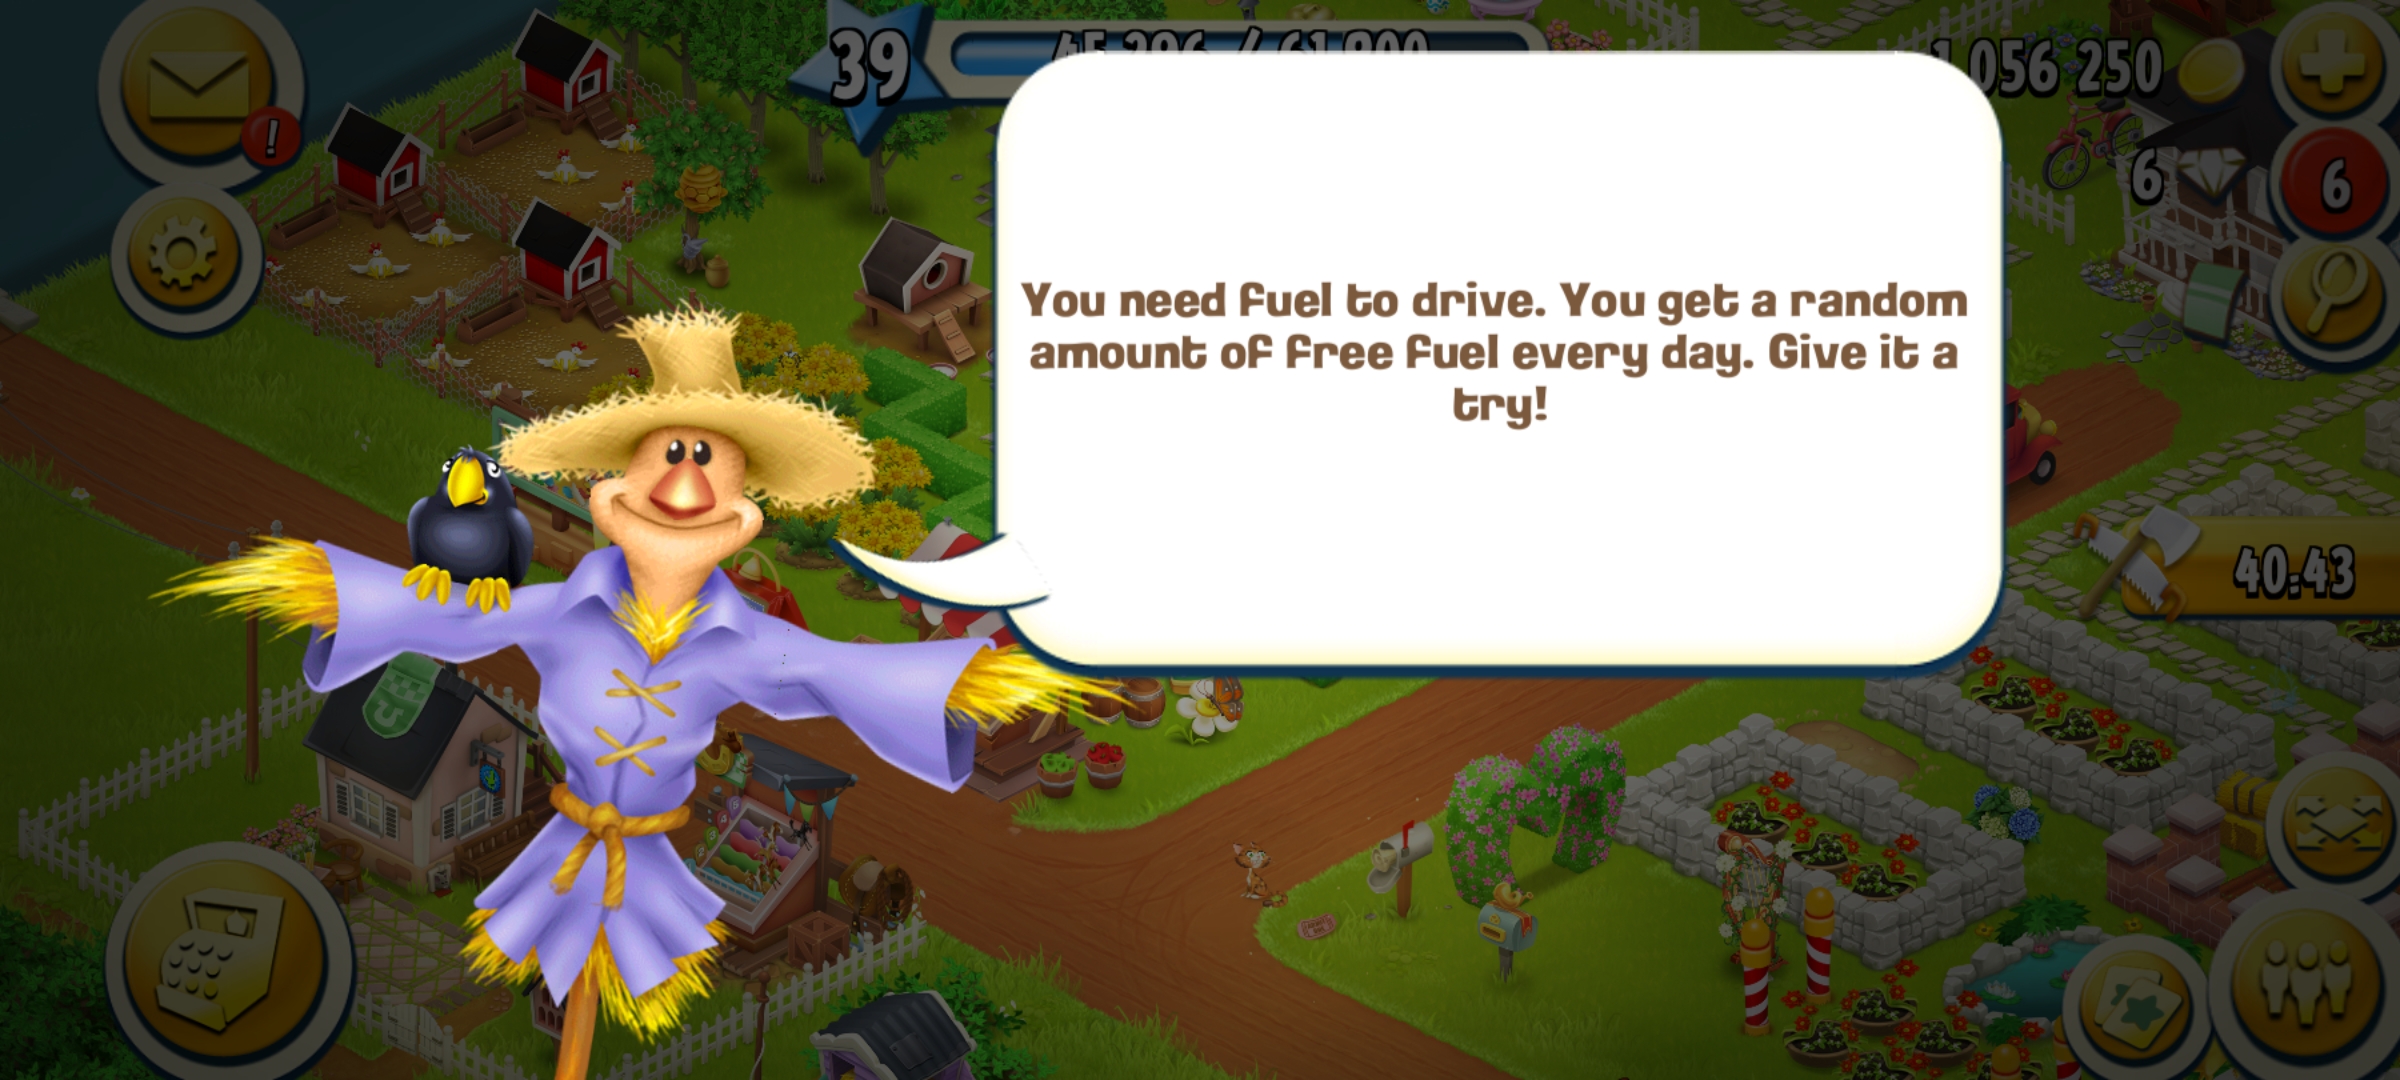 39
1 056 250
6
6
You need fuel to drive. You get a random
amount of free fuel every day. Give it a
try!
40:43